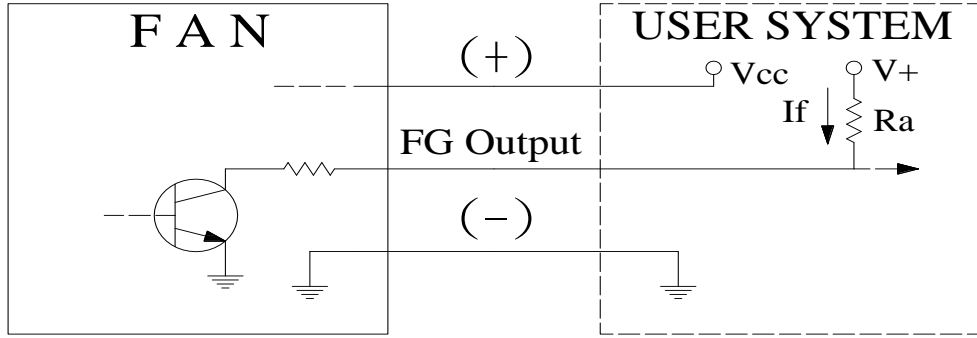 F A N
USER SYSTEM
(+)
Vcc
V+
If
Ra
FG Output
(-)